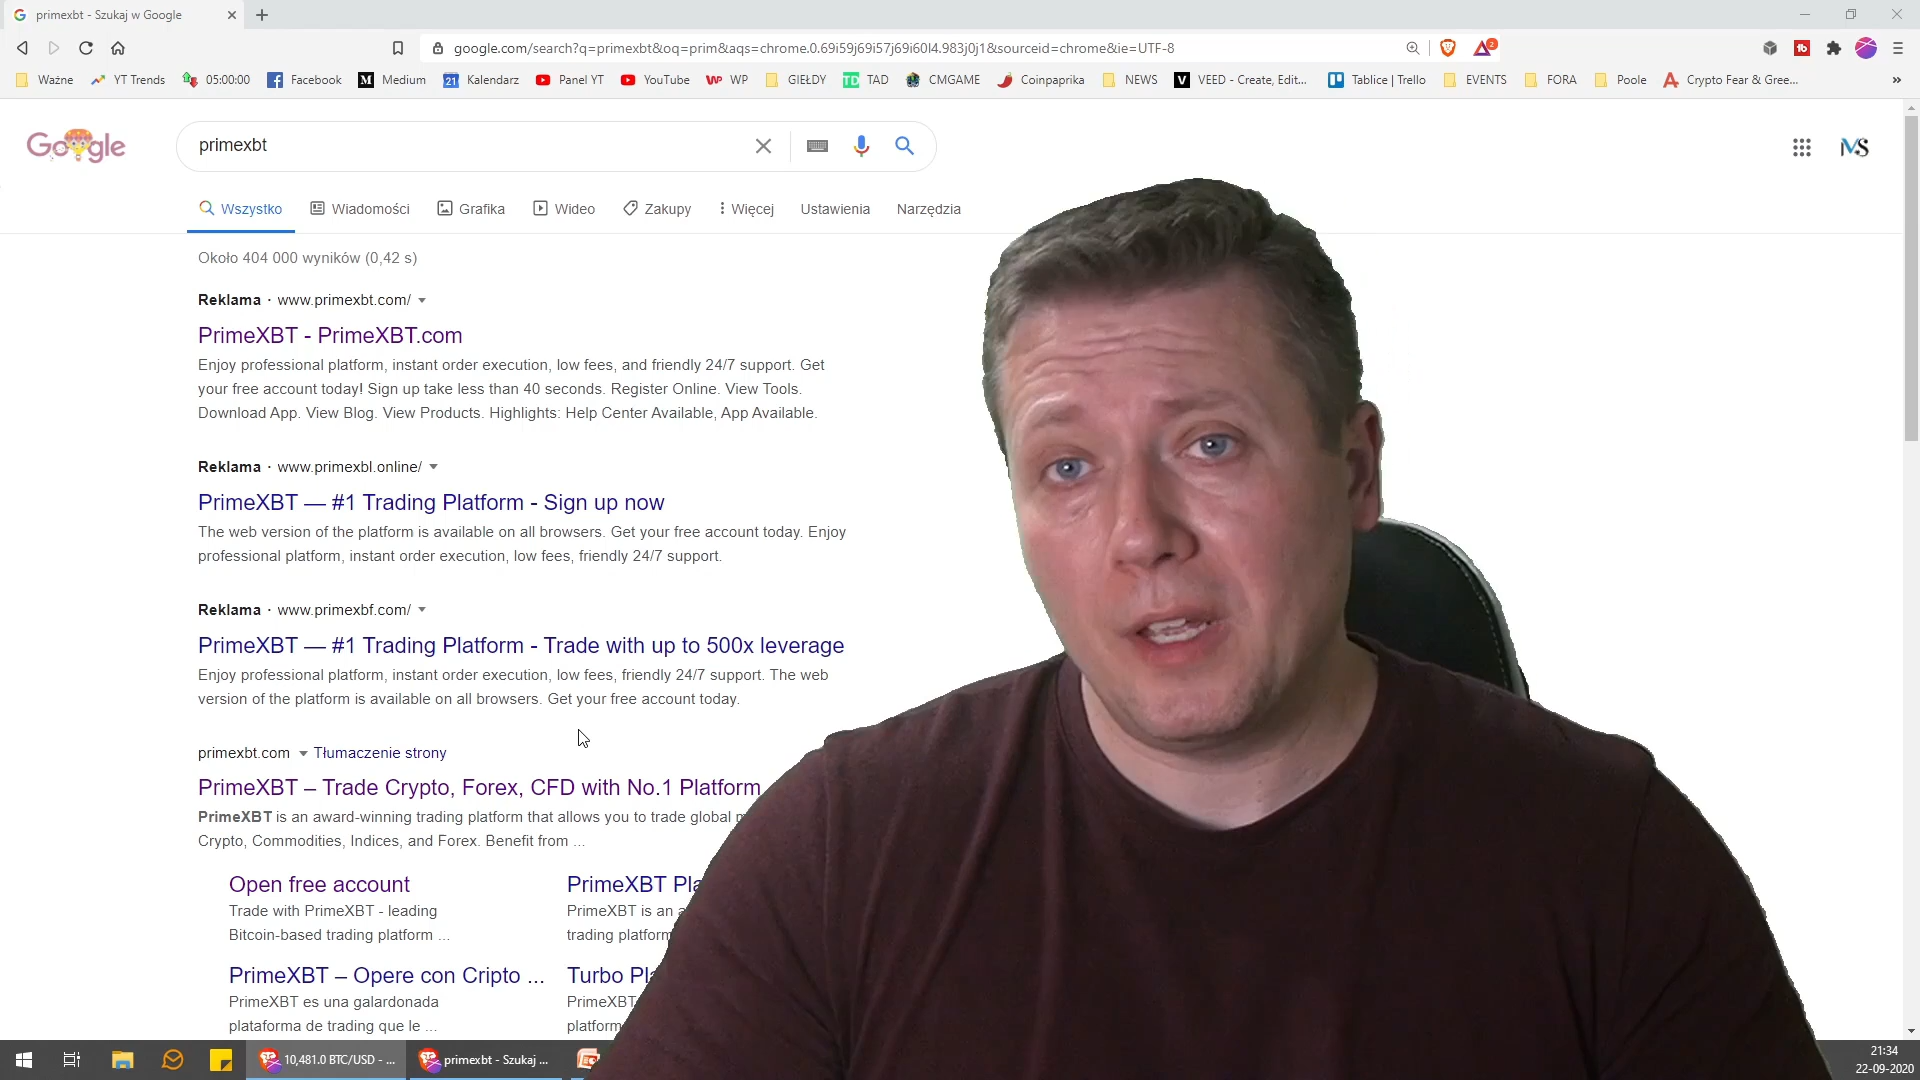 primexbt - Szukaj w Google
google.com/search?q=primexbt&oq=prim&aqs=chrome.0.69i59j69i57j69i60l4.983j0j1&sourceid=chrome&ie=UTF-8
2
Ważne YT Trends 05:00:00 Facebook Medium Kalendarz Panel YT YouTube WP GIEŁDY TAD CMGAME Coinpaprika NEWS VEED - Create, Edit... Tablice | Trello EVENTS FORA Poole Crypto Fear & Gree... »
Google
primexbt
MS
Wszystko Wiadomości Grafika Wideo Zakupy Więcej Ustawienia Narzędzia
Około 404 000 wyników (0,42 s)
Reklama · www.primexbt.com/
PrimeXBT - PrimeXBT.com
Enjoy professional platform, instant order execution, low fees, and friendly 24/7 support. Get
your free account today! Sign up take less than 40 seconds. Register Online. View Tools.
Download App. View Blog. View Products. Highlights: Help Center Available, App Available.
Reklama · www.primexbl.online/
PrimeXBT — #1 Trading Platform - Sign up now
The web version of the platform is available on all browsers. Get your free account today. Enjoy
professional platform, instant order execution, low fees, friendly 24/7 support.
Reklama · www.primexbf.com/
PrimeXBT — #1 Trading Platform - Trade with up to 500x leverage
Enjoy professional platform, instant order execution, low fees, friendly 24/7 support. The web
version of the platform is available on all browsers. Get your free account today.
primexbt.com Tłumaczenie strony
PrimeXBT – Trade Crypto, Forex, CFD with No.1 Platform
PrimeXBT is an award-winning trading platform that allows you to trade global
Crypto, Commodities, Indices, and Forex. Benefit from ...
Open free account PrimeXBT
Trade with PrimeXBT - leading PrimeXBT is an
Bitcoin-based trading platform ... trading platform
PrimeXBT – Opere con Cripto ... Turbo
PrimeXBT es una galardonada PrimeXBT
plataforma de trading que le ... platform
10,481.0 BTC/USD - ... primexbt - Szukaj ...
21:34
22-09-2020